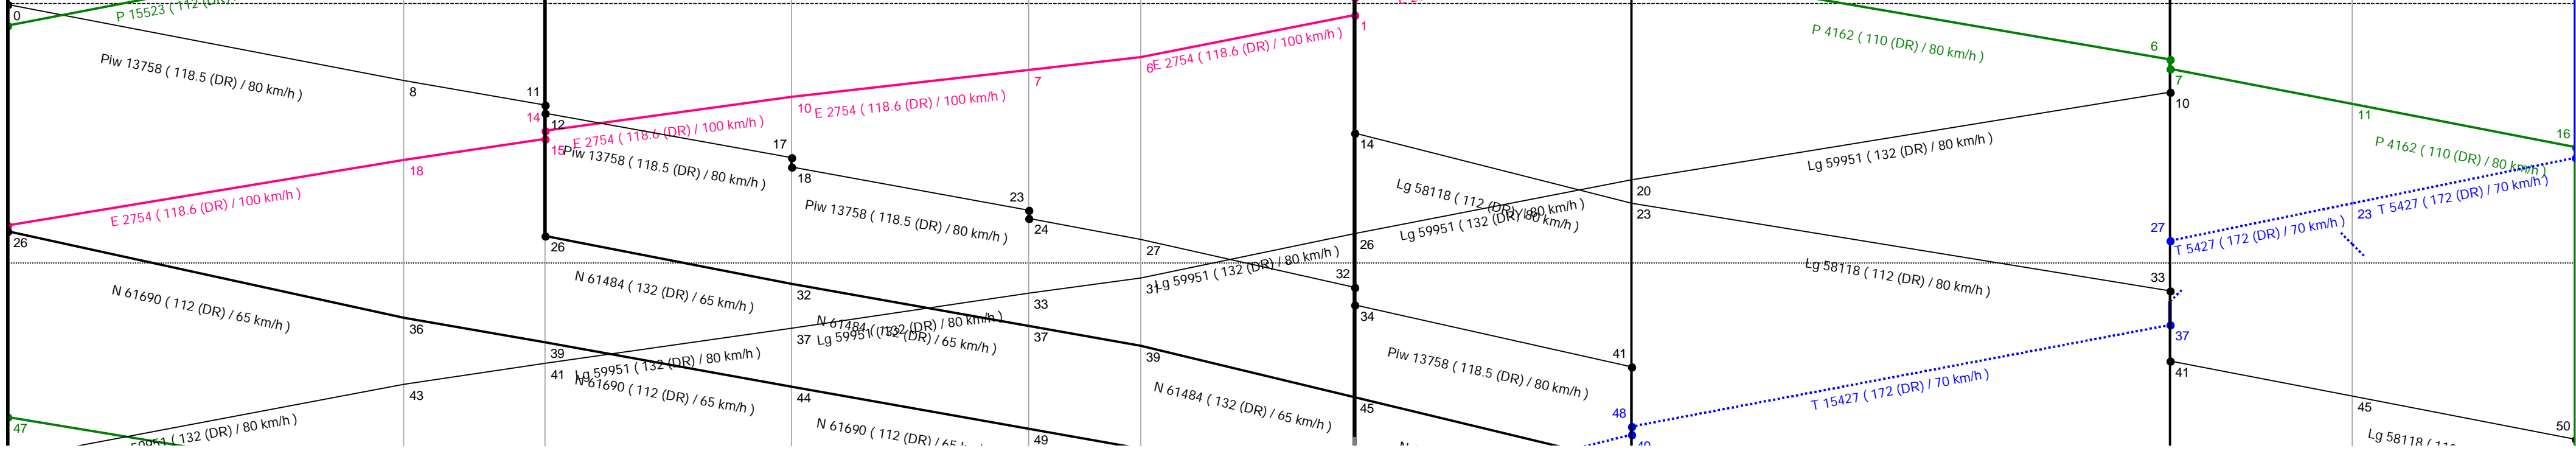 0
P 15523 ( 112 (DR)
Piw 13758 ( 118.5 (DR) / 80 km/h )
8
11
14
12
15
E 2754 ( 118.6 (DR) / 100 km/h )
Piw 13758 ( 118.5 (DR) / 80 km/h )
10
E 2754 ( 118.6 (DR) / 100 km/h )
7
6
E 2754 ( 118.6 (DR) / 100 km/h )
1
P 4162 ( 110 (DR) / 80 km/h )
6
7
10
11
16
P 4162 ( 110 (DR) / 80 km/h )
18
E 2754 ( 118.6 (DR) / 100 km/h )
17
18
Piw 13758 ( 118.5 (DR) / 80 km/h )
23
24
27
14
Lg 58118 ( 112 (DR) / 80 km/h )
Lg 59951 ( 132 (DR) / 80 km/h )
20
23
Lg 59951 ( 132 (DR) / 80 km/h )
27
T 5427 ( 172 (DR) / 70 km/h )
23
T 5427 ( 172 (DR) / 70 km/h )
26
N 61690 ( 112 (DR) / 65 km/h )
26
N 61484 ( 132 (DR) / 65 km/h )
32
N 61484 ( 132 (DR) / 65 km/h )
37
Lg 59951 ( 132 (DR) / 80 km/h )
33
37
31
Lg 59951 ( 132 (DR) / 80 km/h )
26
32
34
Lg 58118 ( 112 (DR) / 80 km/h )
33
37
36
39
41
Lg 59951 ( 132 (DR) / 80 km/h )
N 61690 ( 112 (DR) / 65 km/h )
39
N 61484 ( 132 (DR) / 65 km/h )
Piw 13758 ( 118.5 (DR) / 80 km/h )
41
T 15427 ( 172 (DR) / 70 km/h )
41
43
44
45
45
47
59951 ( 132 (DR) / 80 km/h )
N 61690 ( 112 (DR) / 65 km/h
49
48
49
Lg 58118 ( 112
50